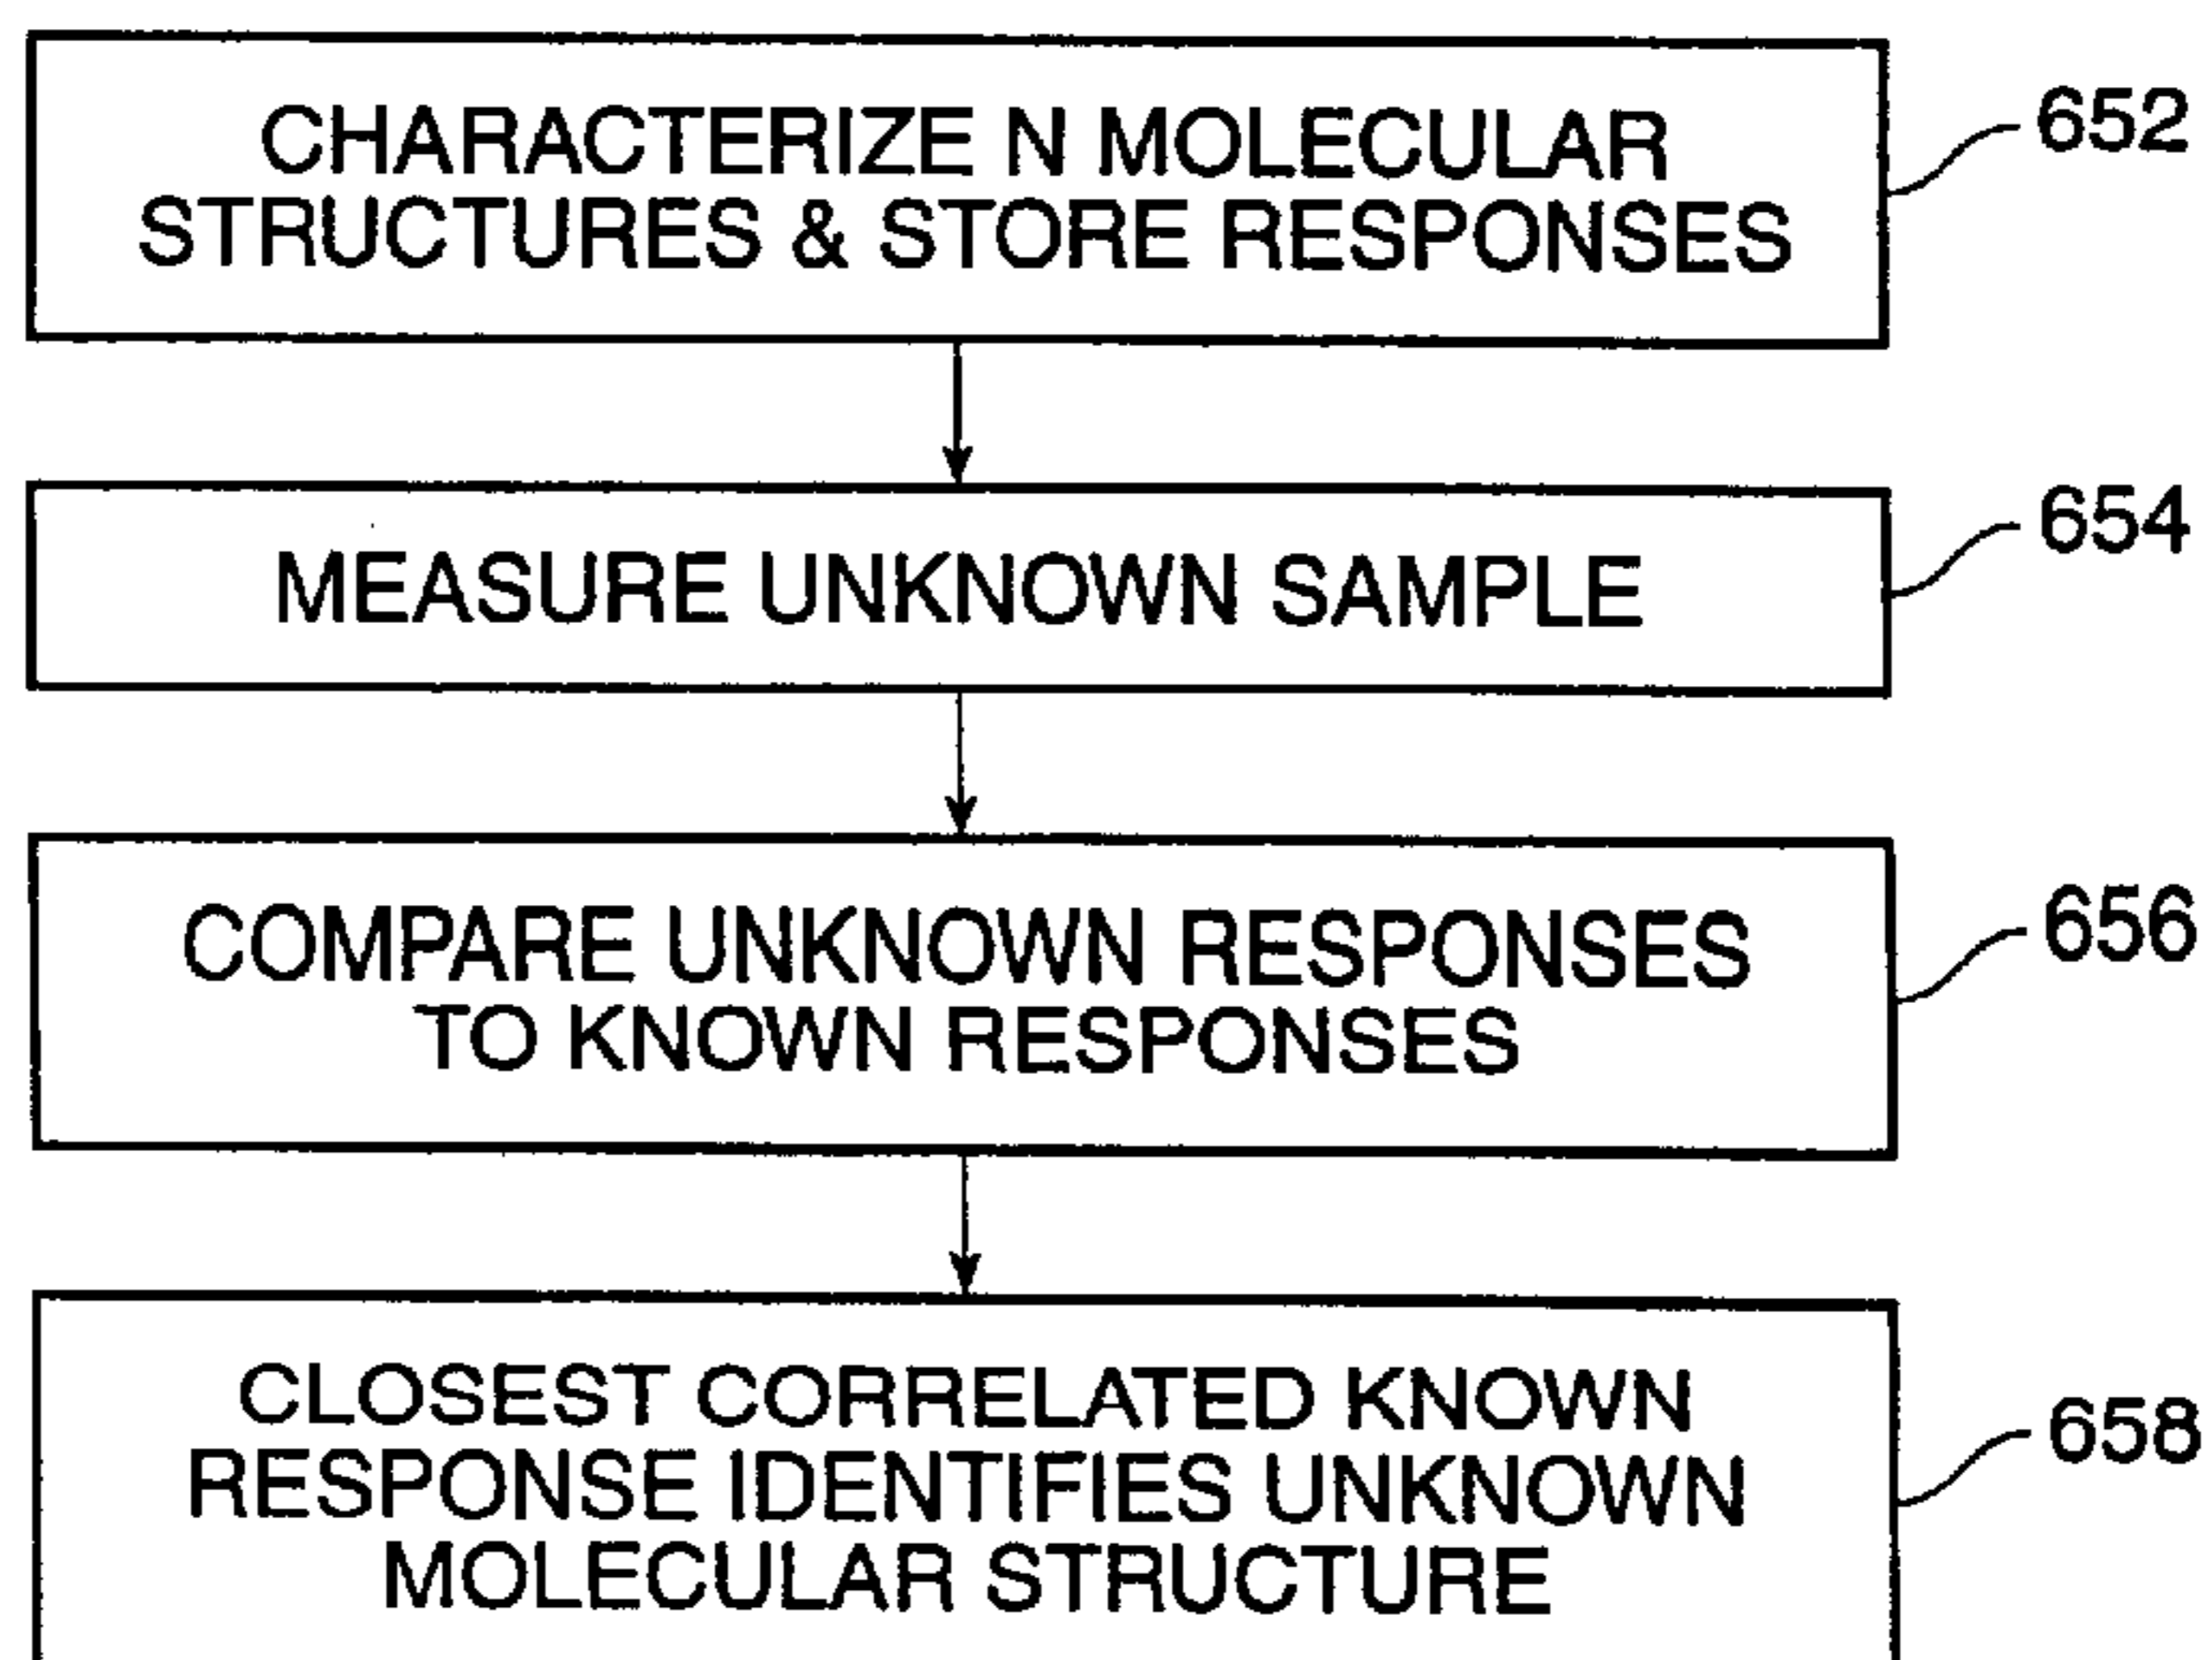 CHARACTERIZE N MOLECULAR
STRUCTURES & STORE RESPONSES
652
MEASURE UNKNOWN SAMPLE
654
COMPARE UNKNOWN RESPONSES
TO KNOWN RESPONSES
656
CLOSEST CORRELATED KNOWN
RESPONSE IDENTIFIES UNKNOWN
MOLECULAR STRUCTURE
658